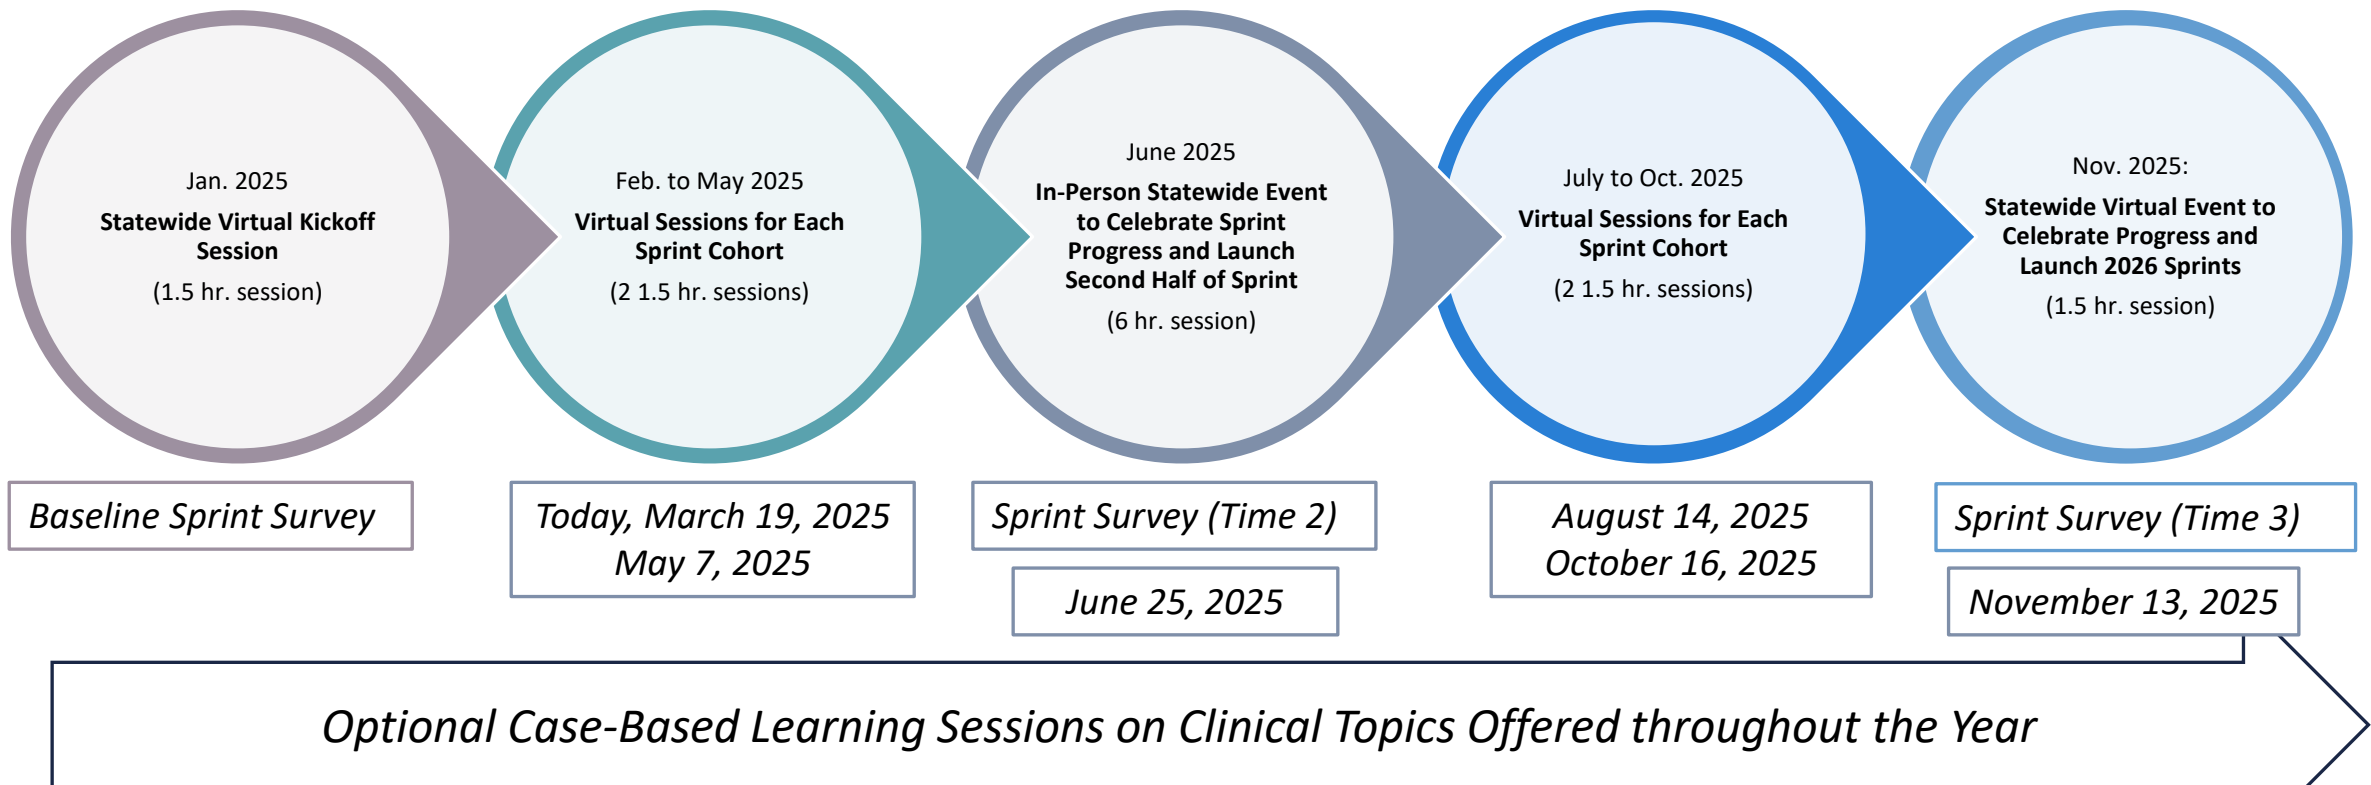 Jan. 2025
Statewide Virtual Kickoff
Session
(1.5 hr. session)
Feb. to May 2025
Virtual Sessions for Each
Sprint Cohort
(2 1.5 hr. sessions)
June 2025
In-Person Statewide Event
to Celebrate Sprint
Progress and Launch
Second Half of Sprint
(6 hr. session)
July to Oct. 2025
Virtual Sessions for Each
Sprint Cohort
(2 1.5 hr. sessions)
Nov. 2025:
Statewide Virtual Event to
Celebrate Progress and
Launch 2026 Sprints
(1.5 hr. session)
Baseline Sprint Survey
Today, March 19, 2025
May 7, 2025
Sprint Survey (Time 2)
June 25, 2025
August 14, 2025
October 16, 2025
Sprint Survey (Time 3)
November 13, 2025
Optional Case-Based Learning Sessions on Clinical Topics Offered throughout the Year